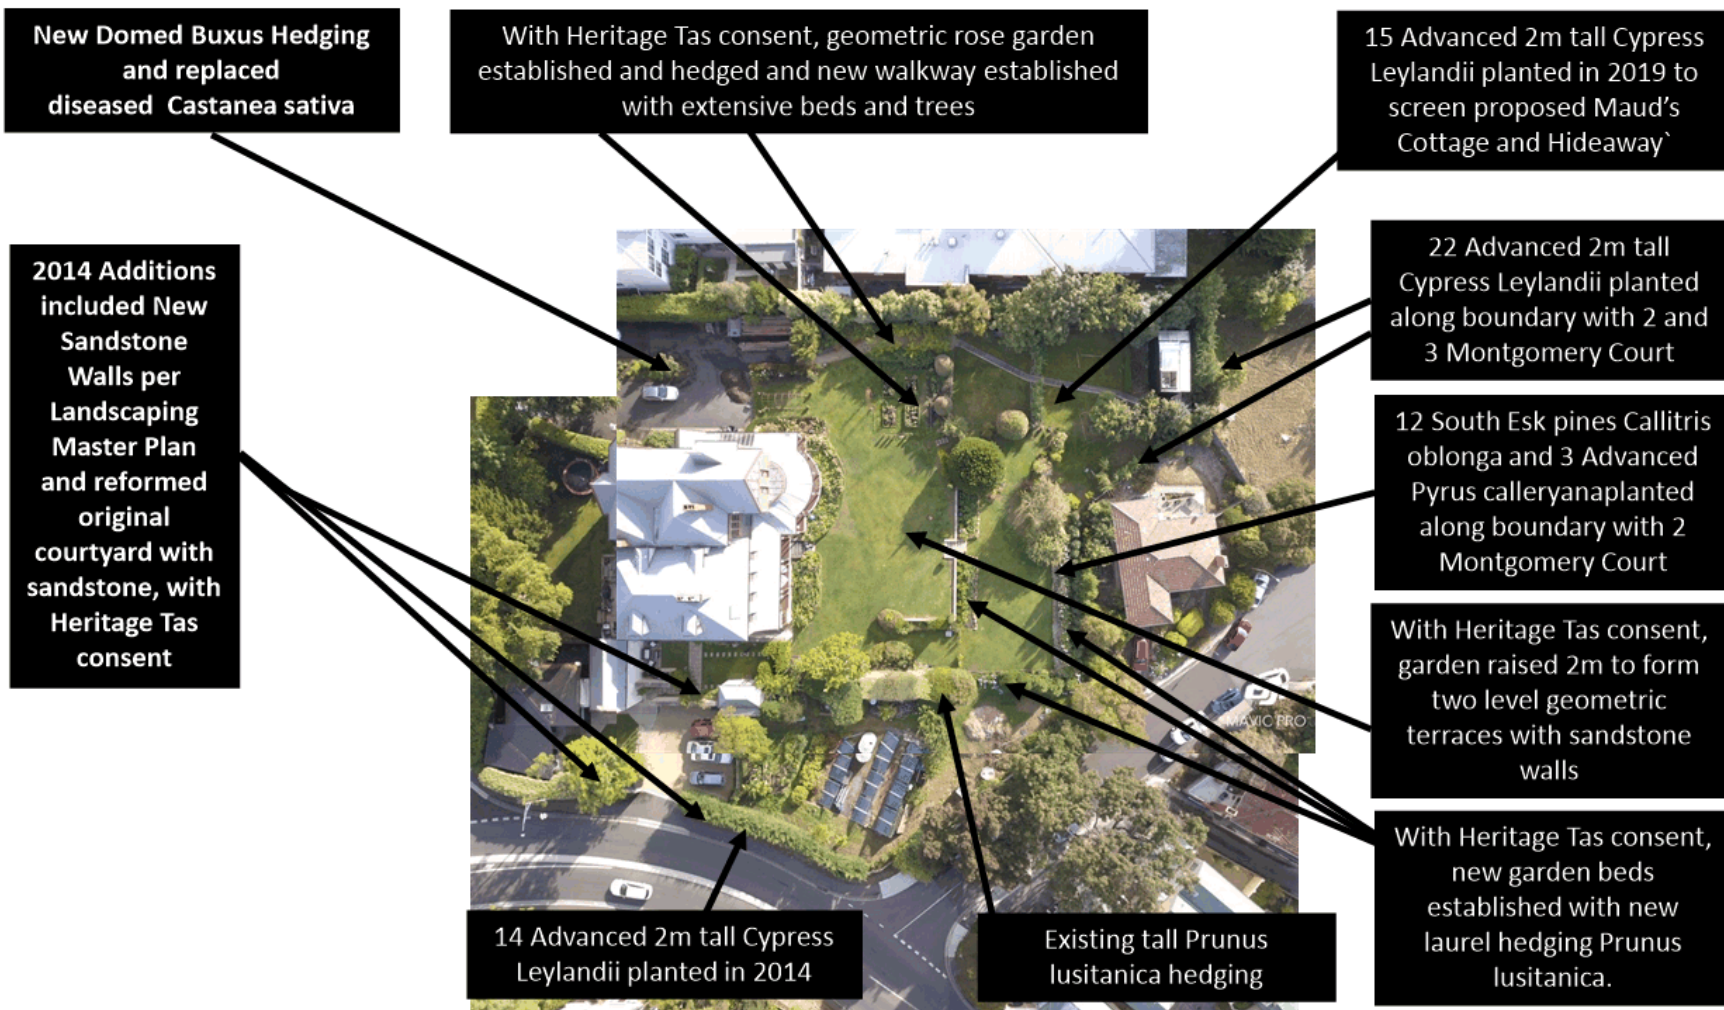 New Domed Buxus Hedging
and replaced
diseased  Castanea sativa
With Heritage Tas consent, geometric rose garden
established and hedged and new walkway established
with extensive beds and trees
15 Advanced 2m tall Cypress
Leylandii planted in 2019 to
screen proposed Maud’s
Cottage and Hideaway`
2014 Additions
included New
Sandstone
Walls per
Landscaping
Master Plan
and reformed
original
courtyard with
sandstone, with
Heritage Tas
consent
22 Advanced 2m tall
Cypress Leylandii planted
along boundary with 2 and
3 Montgomery Court
12 South Esk pines Callitris
oblonga and 3 Advanced
Pyrus calleryanaplanted
along boundary with 2
Montgomery Court
With Heritage Tas consent,
garden raised 2m to form
two level geometric
terraces with sandstone
walls
MAVIC PRO
With Heritage Tas consent,
new garden beds
established with new
laurel hedging Prunus
lusitanica.
14 Advanced 2m tall Cypress
Leylandii planted in 2014
Existing tall Prunus
lusitanica hedging